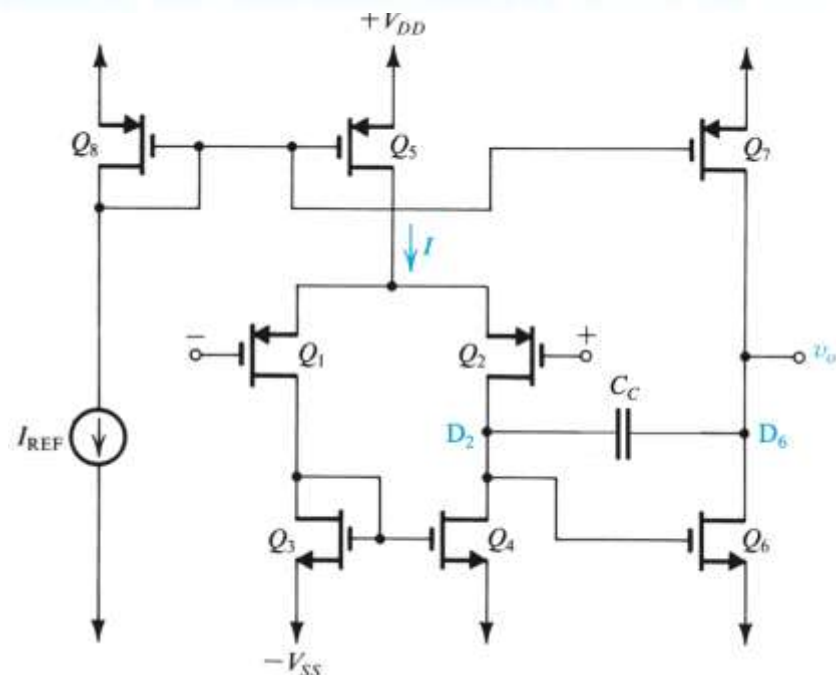 +V_DD
Q_8
Q_5
Q_7
I
−
Q_1
Q_2
+
v_o
C_C
I_REF
D_2
D_6
Q_3
Q_4
Q_6
−V_SS